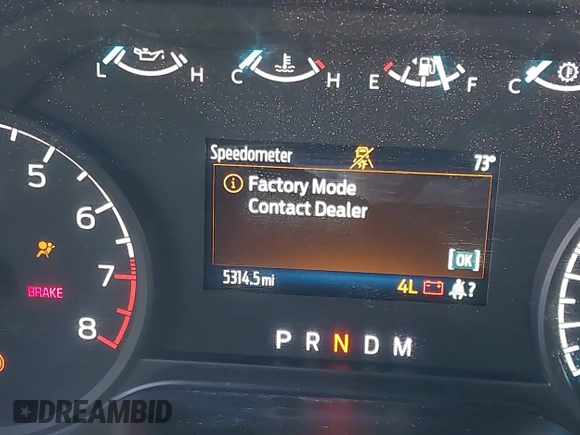 L H C H E F C
Speedometer 73°
Factory Mode
Contact Dealer
[OK]
5314.5 mi 4L ?
5
6
7
8
BRAKE
P R N D M
DREAMBID